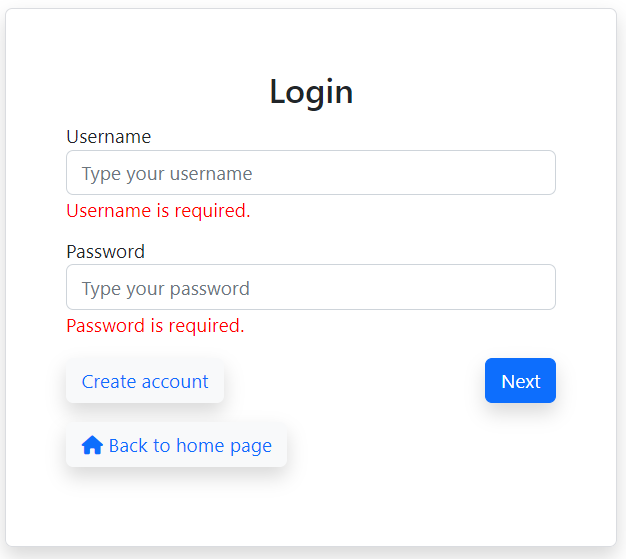 Login
Username
Type your username
Username is required.
Password
Type your password
Password is required.
Create account
Next
Back to home page